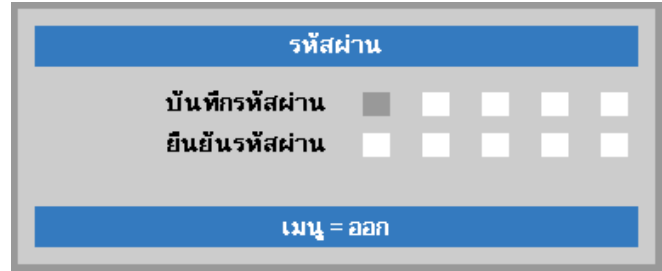 รหัสผ่าน
บันทึกรหัสผ่าน
ยืนยันรหัสผ่าน
เมนู = ออก